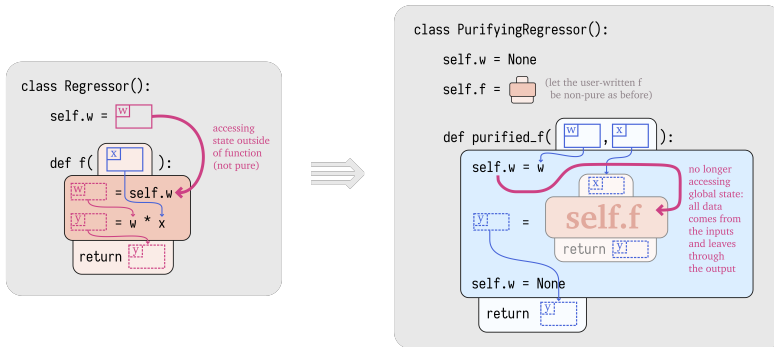 class Regressor():
self.w = w
accessing
state outside
of function
(not pure)
def f( x ):
w = self.w
y = w * x
return y
class PurifyingRegressor():
self.w = None
self.f =
(let the user-written f
be non-pure as before)
def purified_f( w , x ):
self.w = w
no longer
accessing
global state:
all data
comes from
the inputs
and leaves
through
the output
x
y = self.f
return y
self.w = None
return y